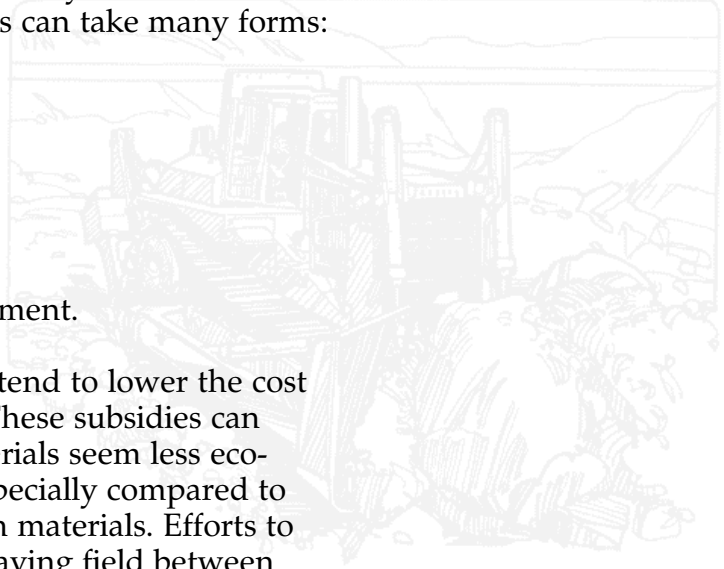 s can take many forms:
ment.
tend to lower the cost
These subsidies can
rials seem less eco-
pecially compared to
n materials. Efforts to
aying field between